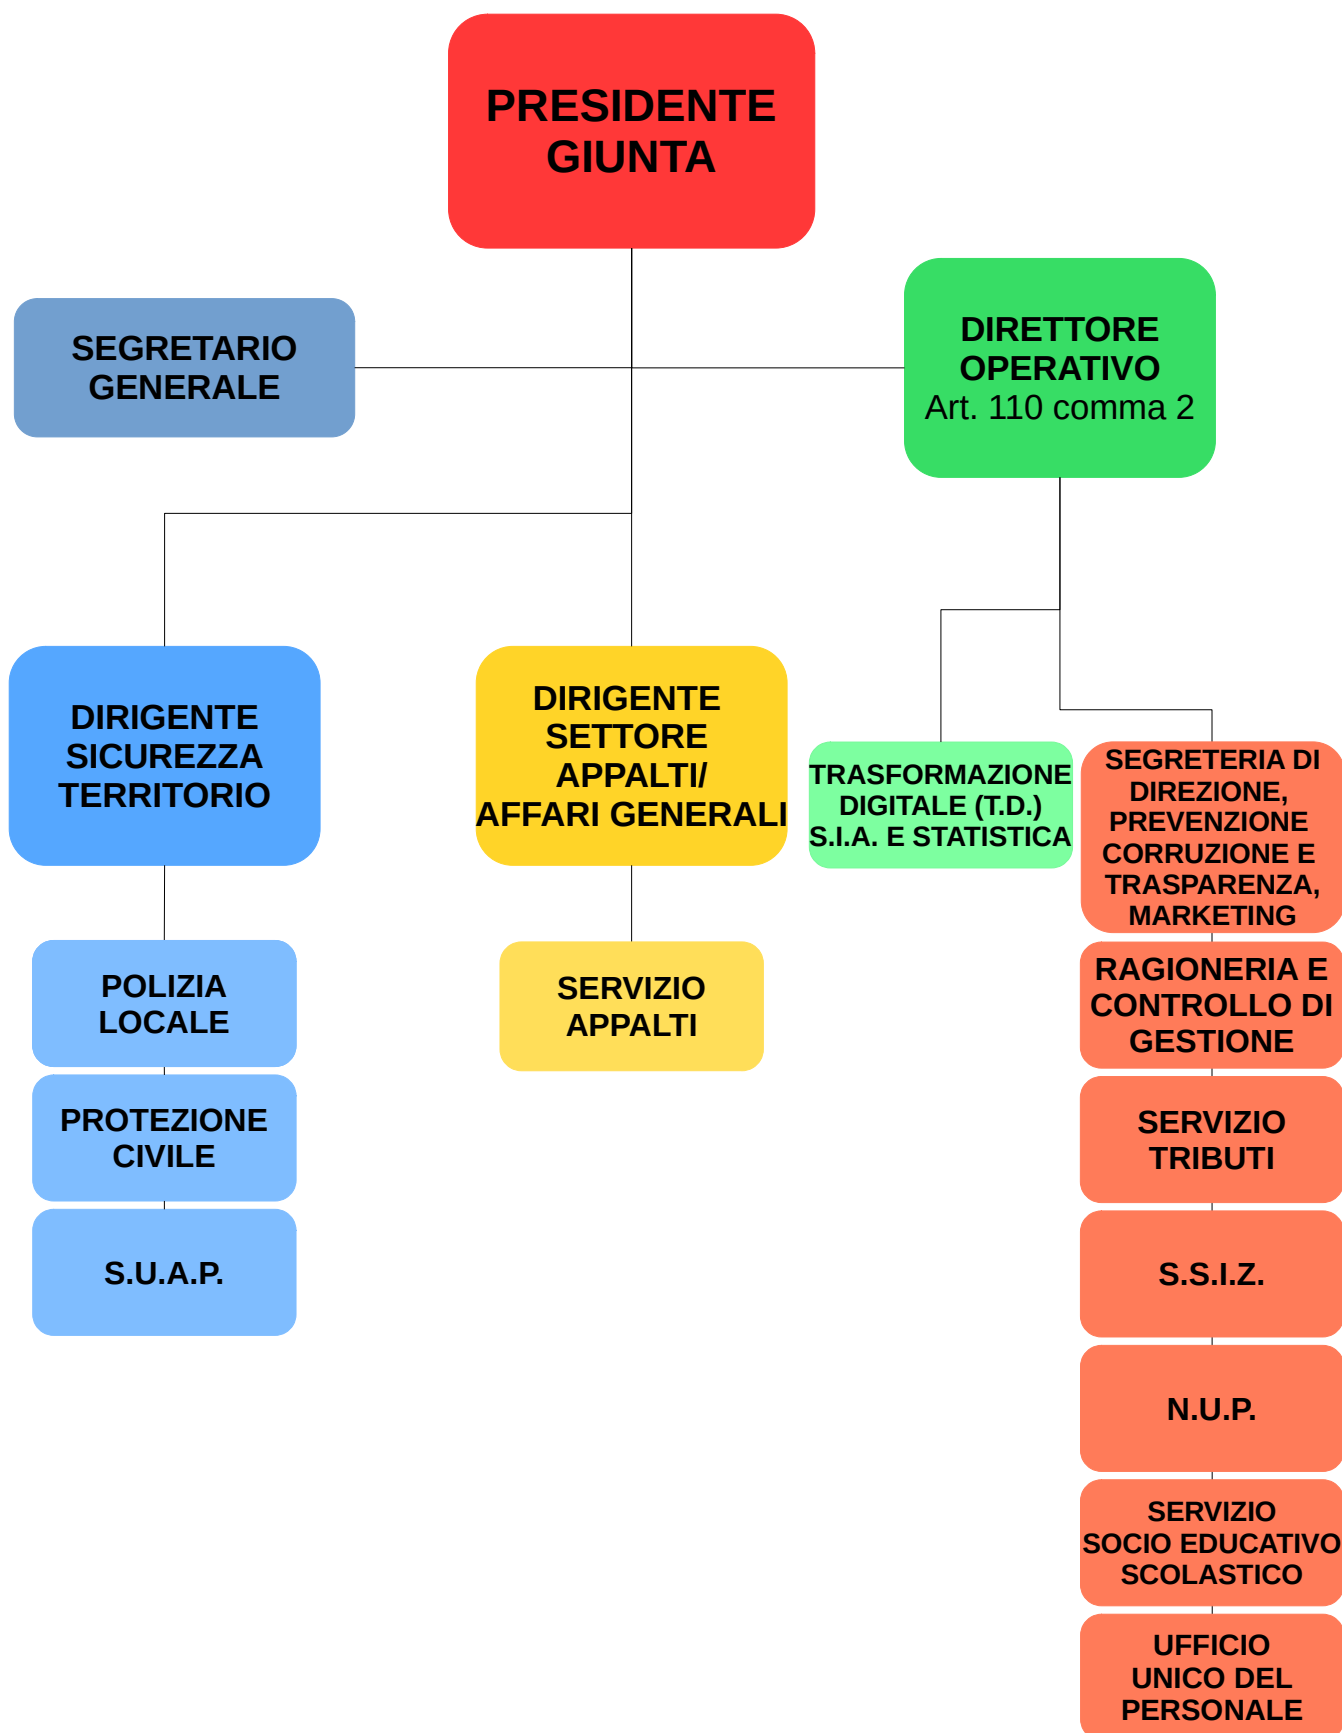 PRESIDENTE
GIUNTA
SEGRETARIO
GENERALE
DIRETTORE
OPERATIVO
Art. 110 comma 2
DIRIGENTE
SICUREZZA
TERRITORIO
DIRIGENTE
SETTORE
APPALTI/
AFFARI GENERALI
TRASFORMAZIONE
DIGITALE (T.D.)
S.I.A. E STATISTICA
SEGRETERIA DI
DIREZIONE,
PREVENZIONE
CORRUZIONE E
TRASPARENZA,
MARKETING
POLIZIA
LOCALE
SERVIZIO
APPALTI
RAGIONERIA E
CONTROLLO DI
GESTIONE
PROTEZIONE
CIVILE
SERVIZIO
TRIBUTI
S.U.A.P.
S.S.I.Z.
N.U.P.
SERVIZIO
SOCIO EDUCATIVO
SCOLASTICO
UFFICIO
UNICO DEL
PERSONALE